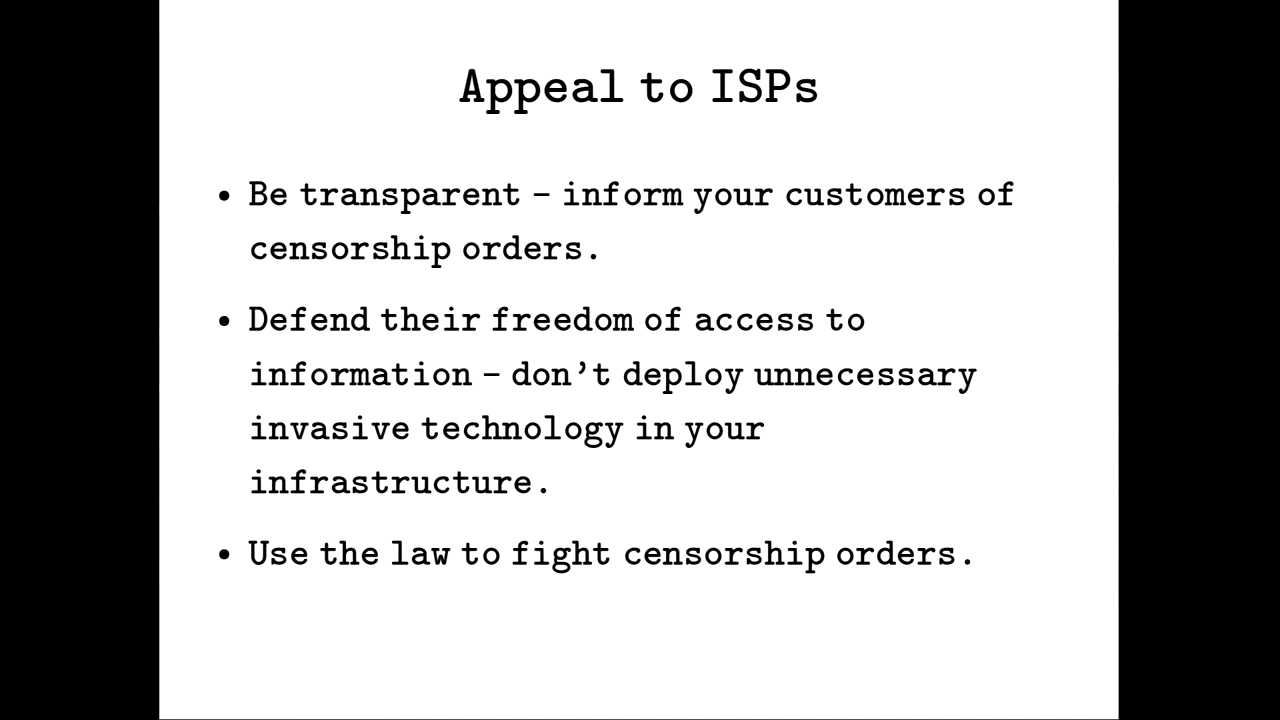 Appeal to ISPs
• Be transparent – inform your customers of
censorship orders.
• Defend their freedom of access to
information – don’t deploy unnecessary
invasive technology in your
infrastructure.
• Use the law to fight censorship orders.